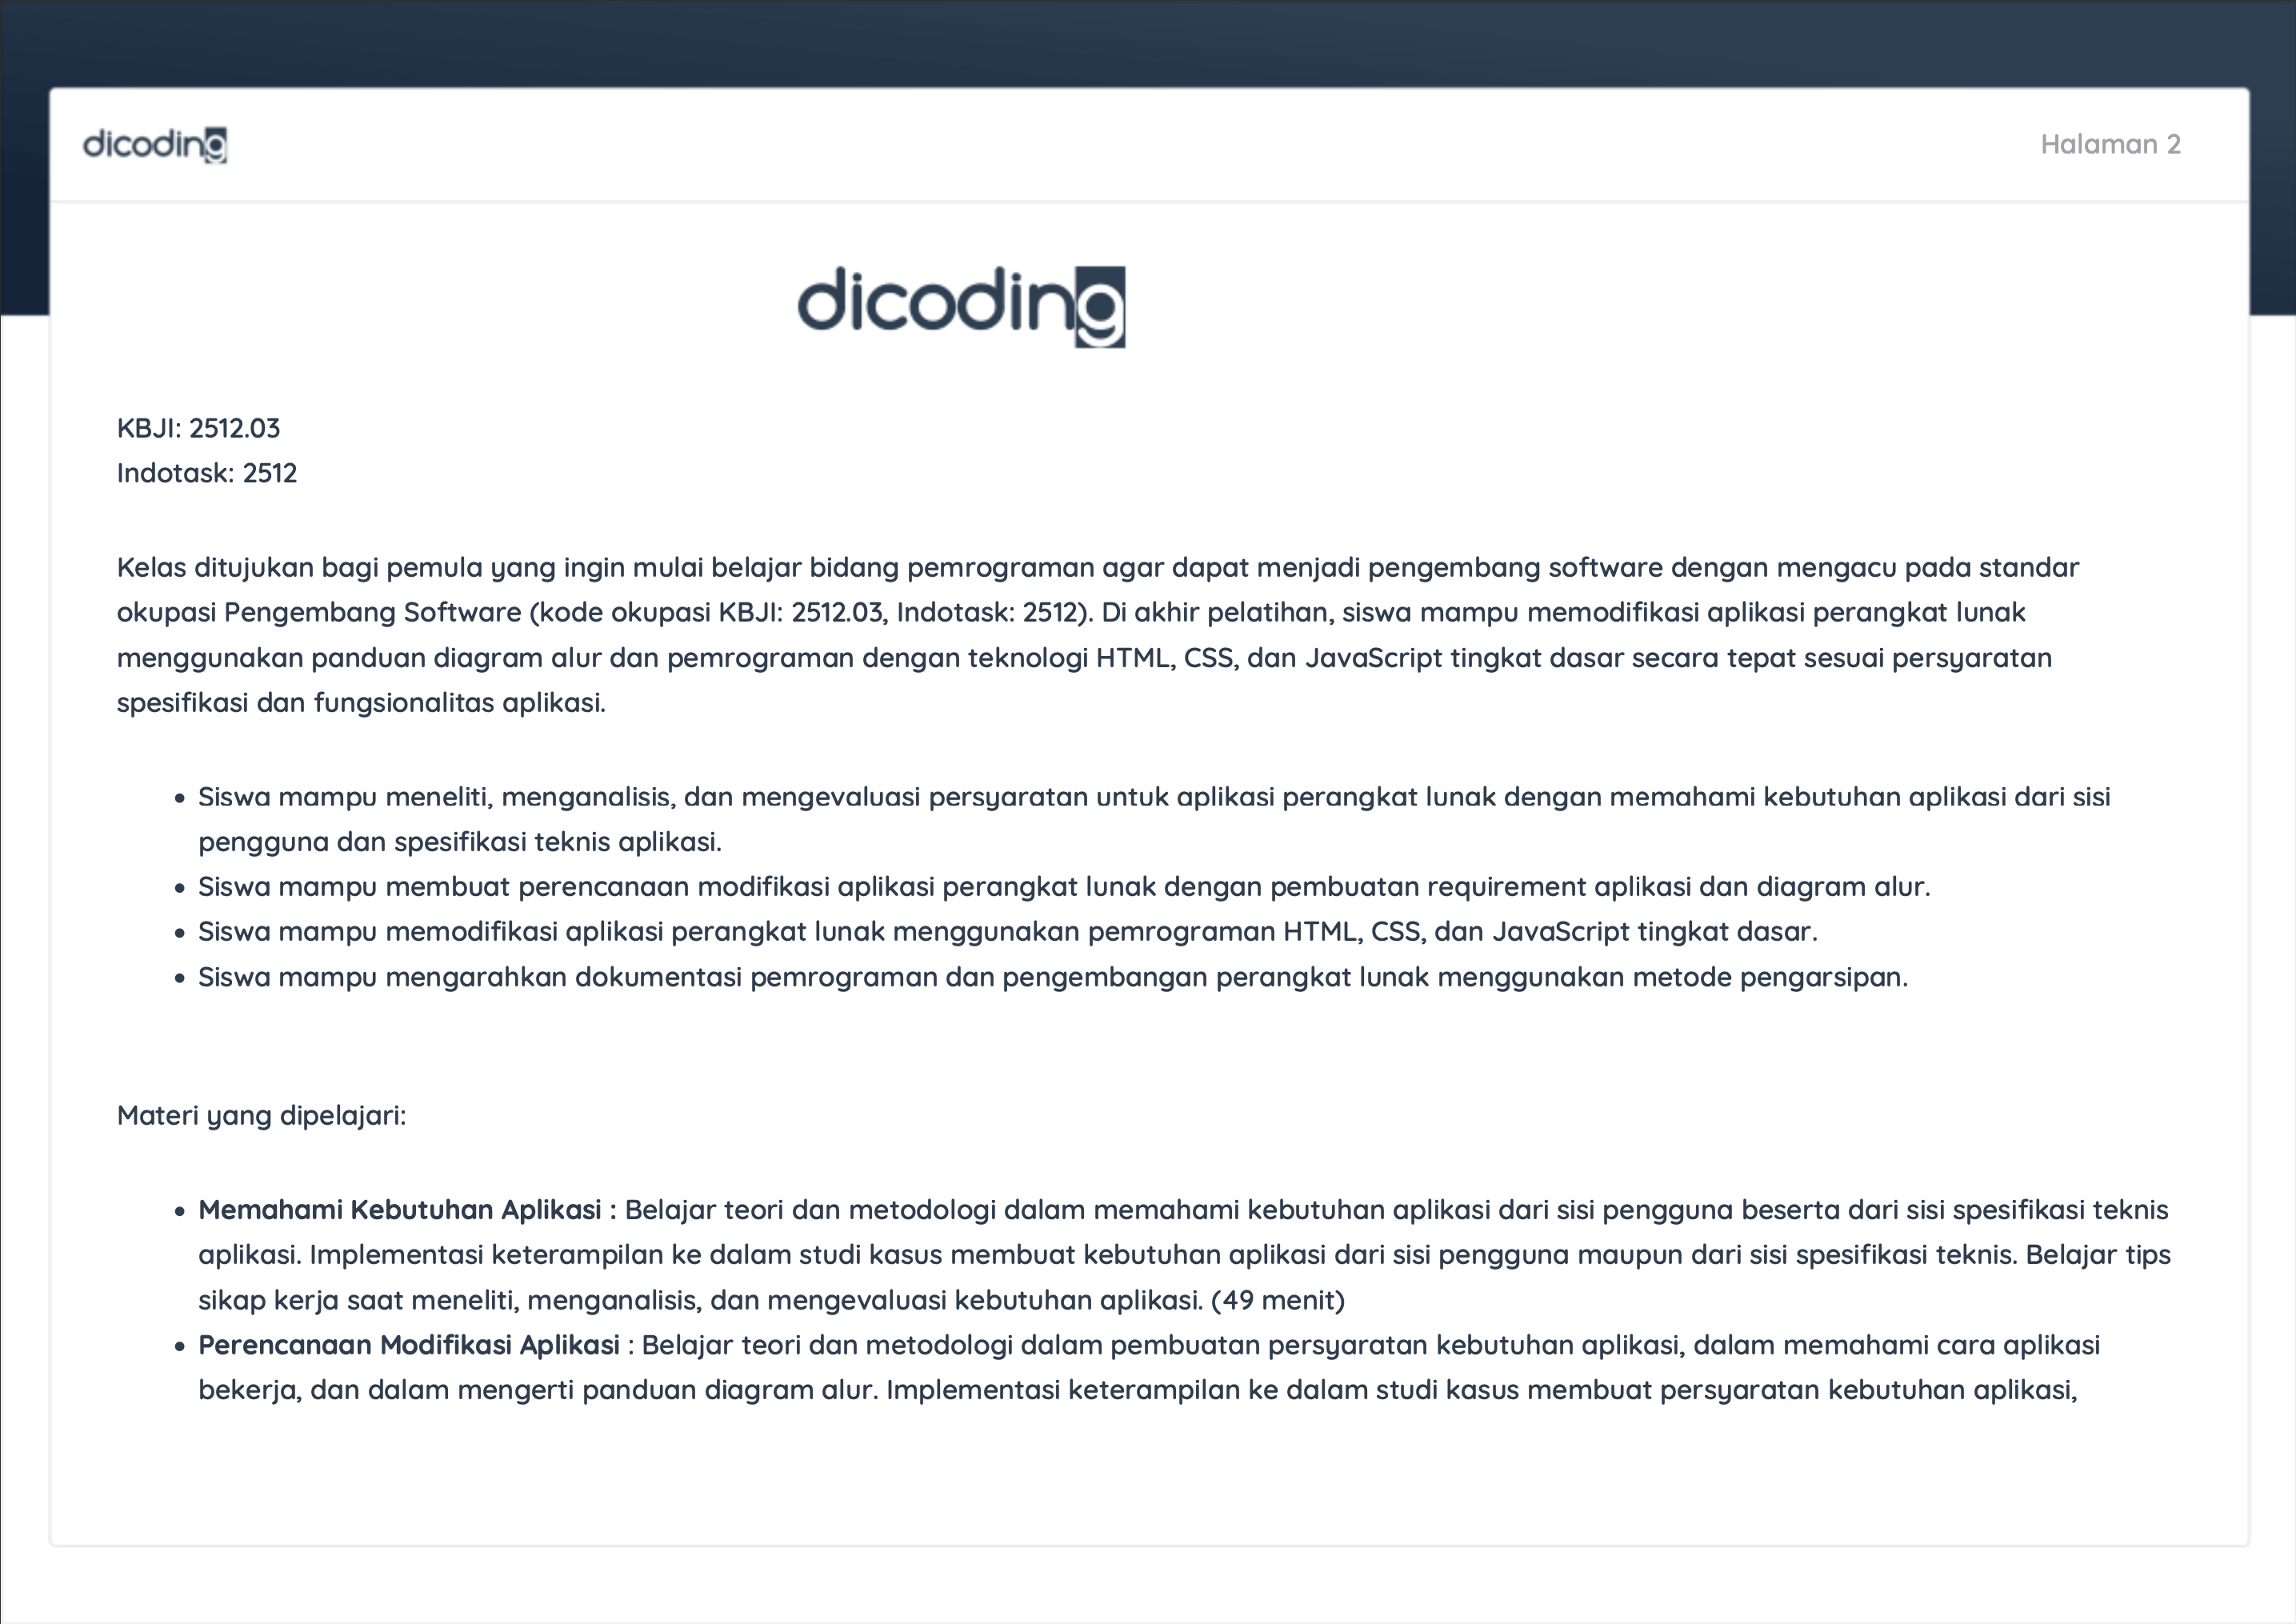 dicoding
Halaman 2
dicoding
KBJI: 2512.03
Indotask: 2512
Kelas ditujukan bagi pemula yang ingin mulai belajar bidang pemrograman agar dapat menjadi pengembang software dengan mengacu pada standar
okupasi Pengembang Software (kode okupasi KBJI: 2512.03, Indotask: 2512). Di akhir pelatihan, siswa mampu memodifikasi aplikasi perangkat lunak
menggunakan panduan diagram alur dan pemrograman dengan teknologi HTML, CSS, dan JavaScript tingkat dasar secara tepat sesuai persyaratan
spesifikasi dan fungsionalitas aplikasi.
• Siswa mampu meneliti, menganalisis, dan mengevaluasi persyaratan untuk aplikasi perangkat lunak dengan memahami kebutuhan aplikasi dari sisi
pengguna dan spesifikasi teknis aplikasi.
• Siswa mampu membuat perencanaan modifikasi aplikasi perangkat lunak dengan pembuatan requirement aplikasi dan diagram alur.
• Siswa mampu memodifikasi aplikasi perangkat lunak menggunakan pemrograman HTML, CSS, dan JavaScript tingkat dasar.
• Siswa mampu mengarahkan dokumentasi pemrograman dan pengembangan perangkat lunak menggunakan metode pengarsipan.
Materi yang dipelajari:
• Memahami Kebutuhan Aplikasi : Belajar teori dan metodologi dalam memahami kebutuhan aplikasi dari sisi pengguna beserta dari sisi spesifikasi teknis
aplikasi. Implementasi keterampilan ke dalam studi kasus membuat kebutuhan aplikasi dari sisi pengguna maupun dari sisi spesifikasi teknis. Belajar tips
sikap kerja saat meneliti, menganalisis, dan mengevaluasi kebutuhan aplikasi. (49 menit)
• Perencanaan Modifikasi Aplikasi : Belajar teori dan metodologi dalam pembuatan persyaratan kebutuhan aplikasi, dalam memahami cara aplikasi
bekerja, dan dalam mengerti panduan diagram alur. Implementasi keterampilan ke dalam studi kasus membuat persyaratan kebutuhan aplikasi,